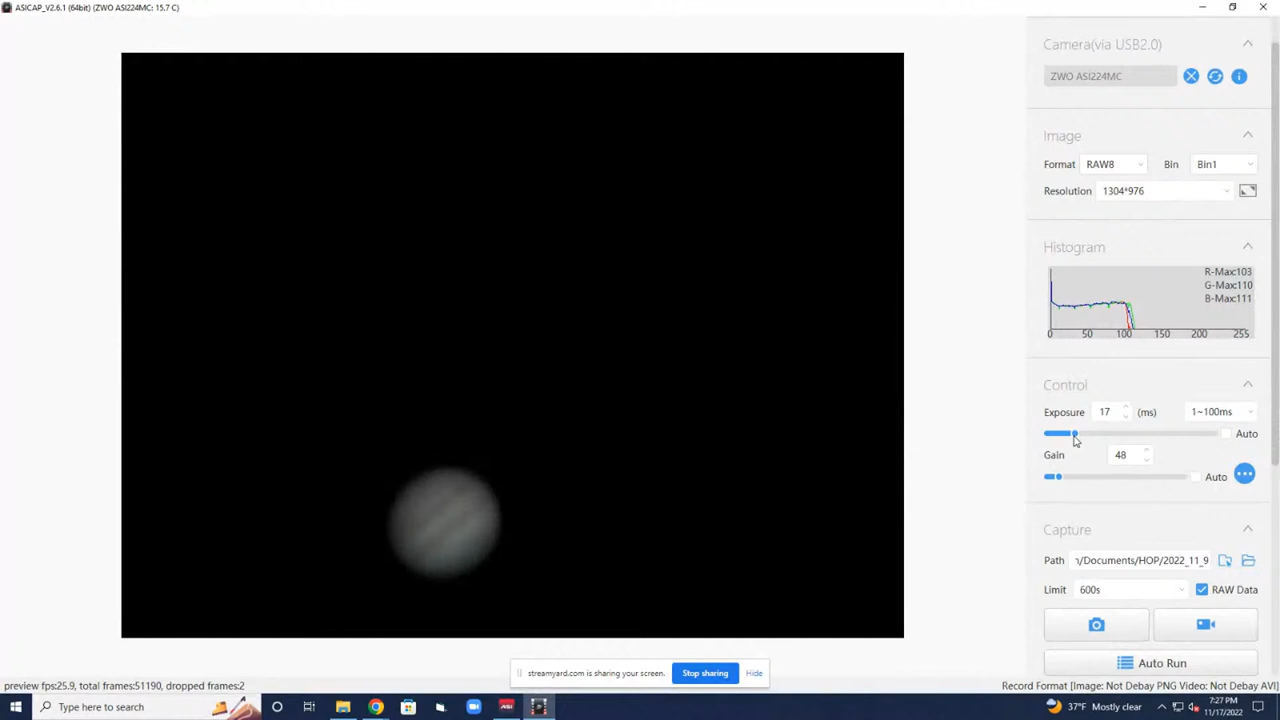 ASICAP_V2.6.1 (64bit) (ZWO ASI224MC: 15.7 C)
Camera(via USB2.0)
ZWO ASI224MC
Image
Format RAW8 Bin Bin1
Resolution 1304*976
Histogram
R-Max:103
G-Max:110
B-Max:111
0 50 100 150 200 255
Control
Exposure 17 (ms) 1~100ms
Auto
Gain 48
Auto
Capture
Path ı/Documents/HOP/2022_11_9
Limit 600s RAW Data
Auto Run
streamyard.com is sharing your screen. Stop sharing Hide
preview fps:25.9, total frames:51190, dropped frames:2
Record Format [Image: Not Debay PNG Video: Not Debay AVI]
Type here to search
ASI
37°F Mostly clear
7:27 PM
11/17/2022